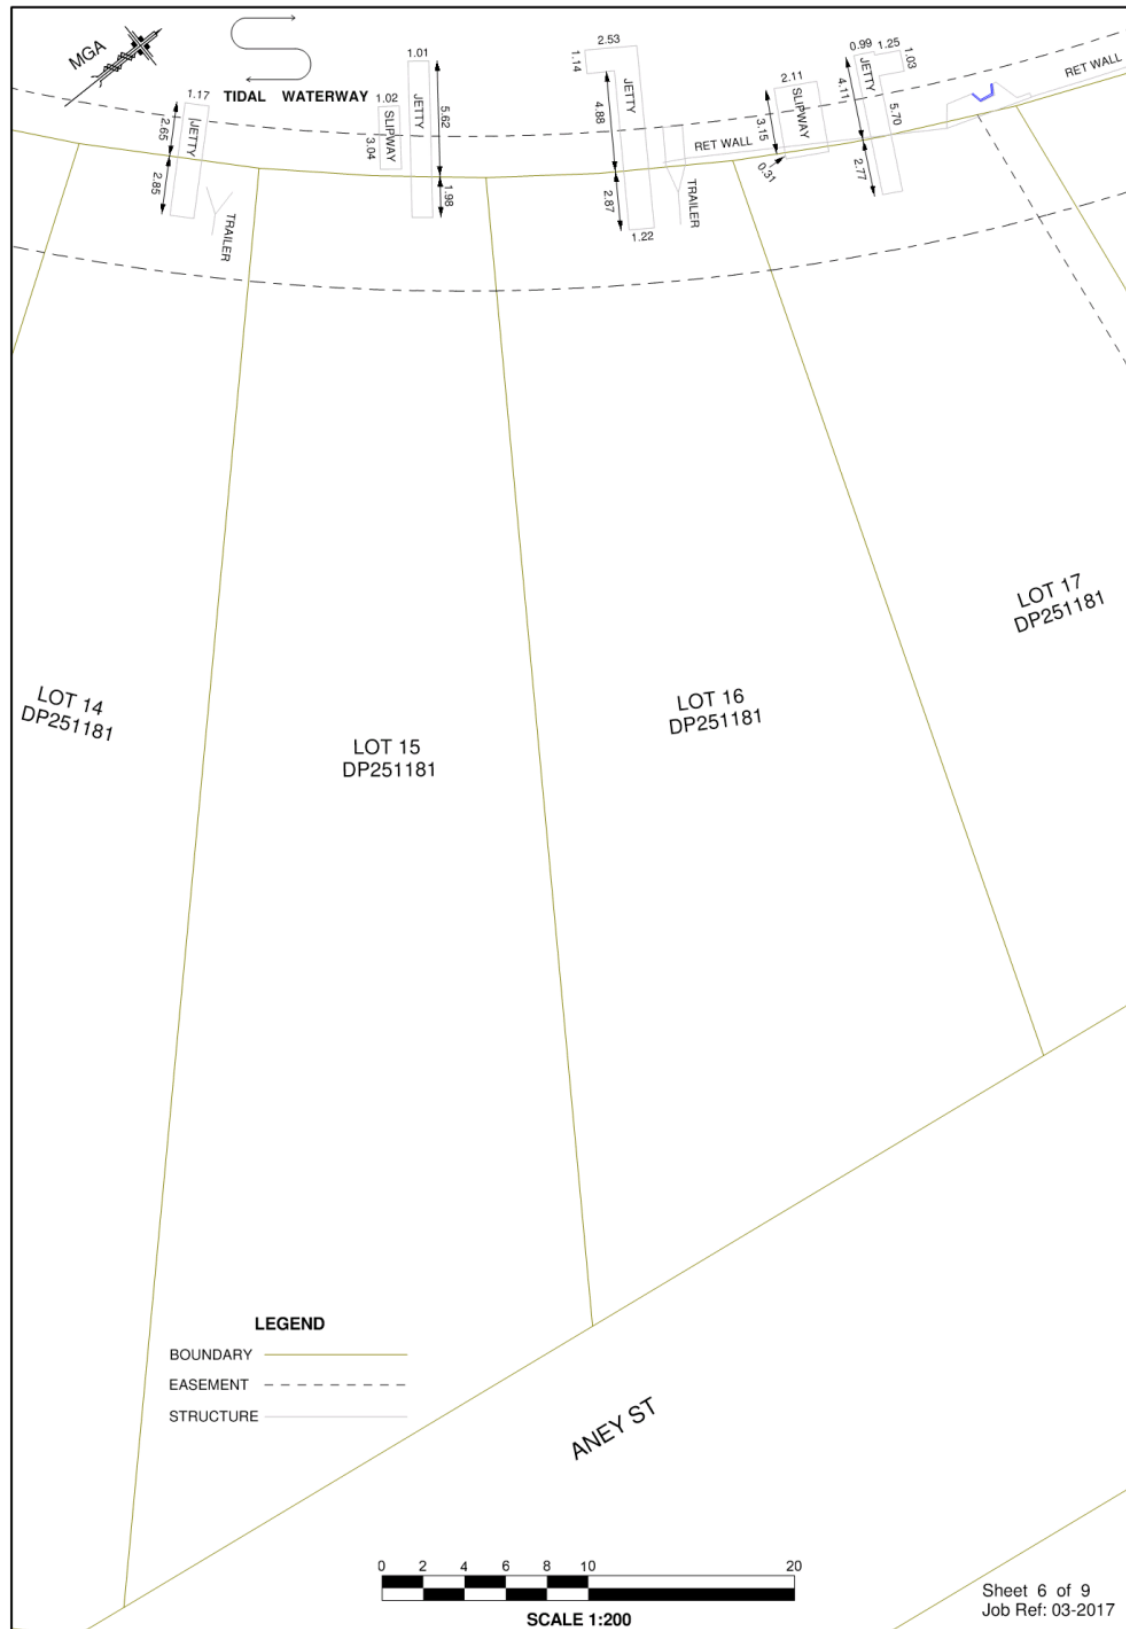 MGA
TIDAL WATERWAY
1.17
2.65
JETTY
2.85
TRAILER
1.02
SLIPWAY
3.04
1.01
JETTY
5.62
1.98
2.53
1.14
JETTY
4.88
2.87
1.22
TRAILER
RET WALL
2.11
SLIPWAY
3.15
0.31
0.99
1.25
1.03
JETTY
4.11
5.70
2.77
RET WALL
LOT 14
DP251181
LOT 15
DP251181
LOT 16
DP251181
LOT 17
DP251181
LEGEND
BOUNDARY
EASEMENT
STRUCTURE
ANEY ST
0 2 4 6 8 10 20
SCALE 1:200
Sheet 6 of 9
Job Ref: 03-2017